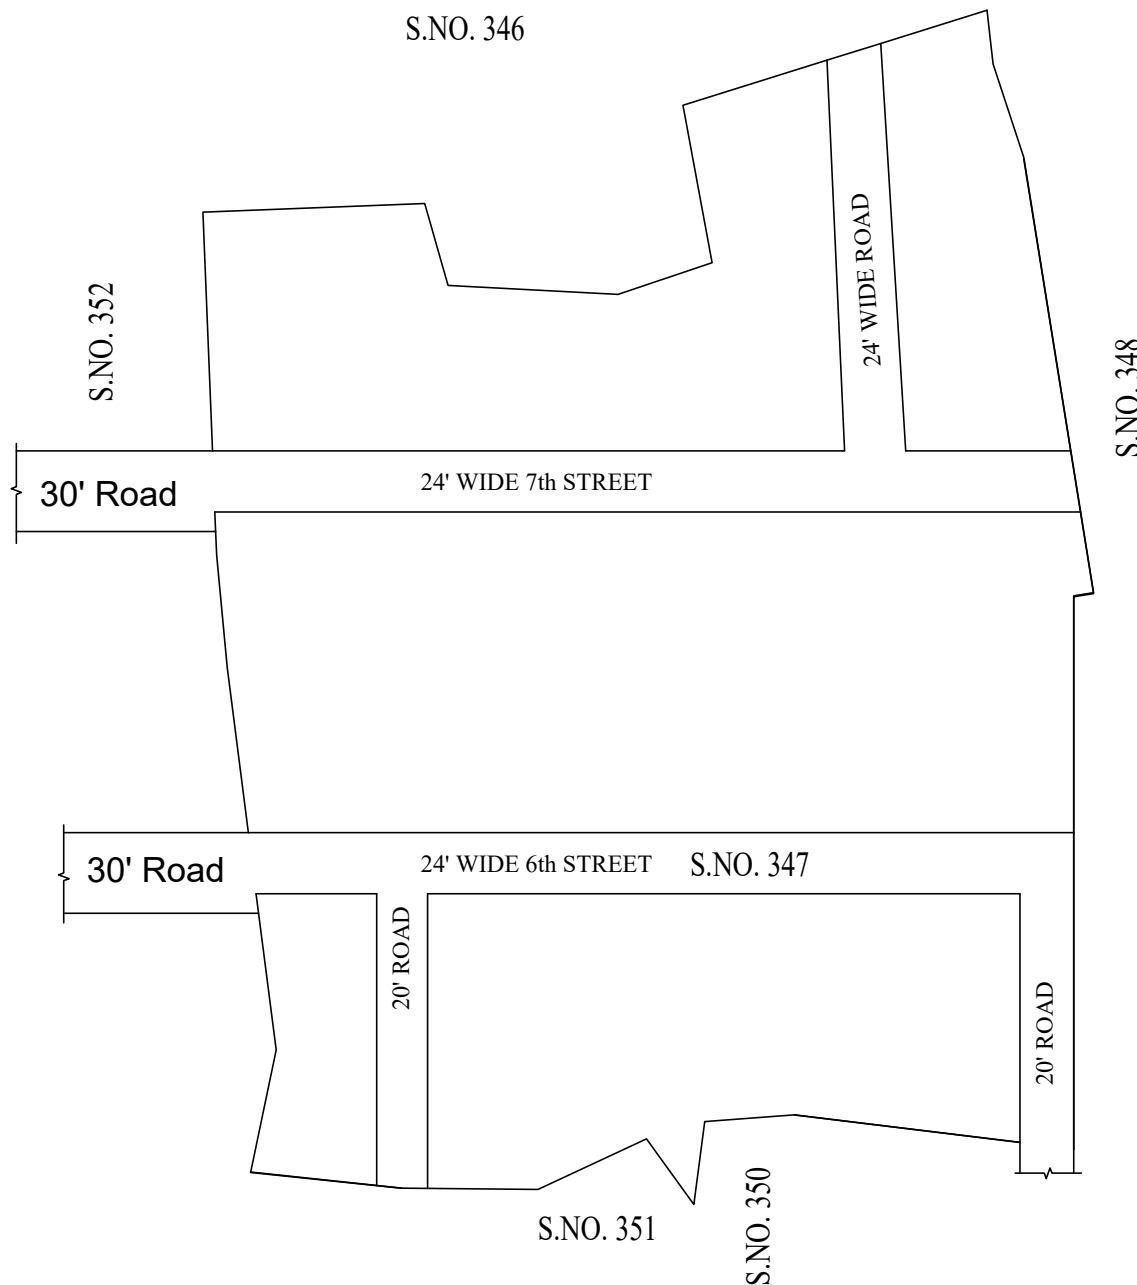 S.NO. 346
24' WIDE ROAD
S.NO. 352
S.NO. 348
24' WIDE 7th STREET
30' Road
24' WIDE 6th STREET
S.NO. 347
30' Road
20' ROAD
20' ROAD
S.NO. 351
S.NO. 350